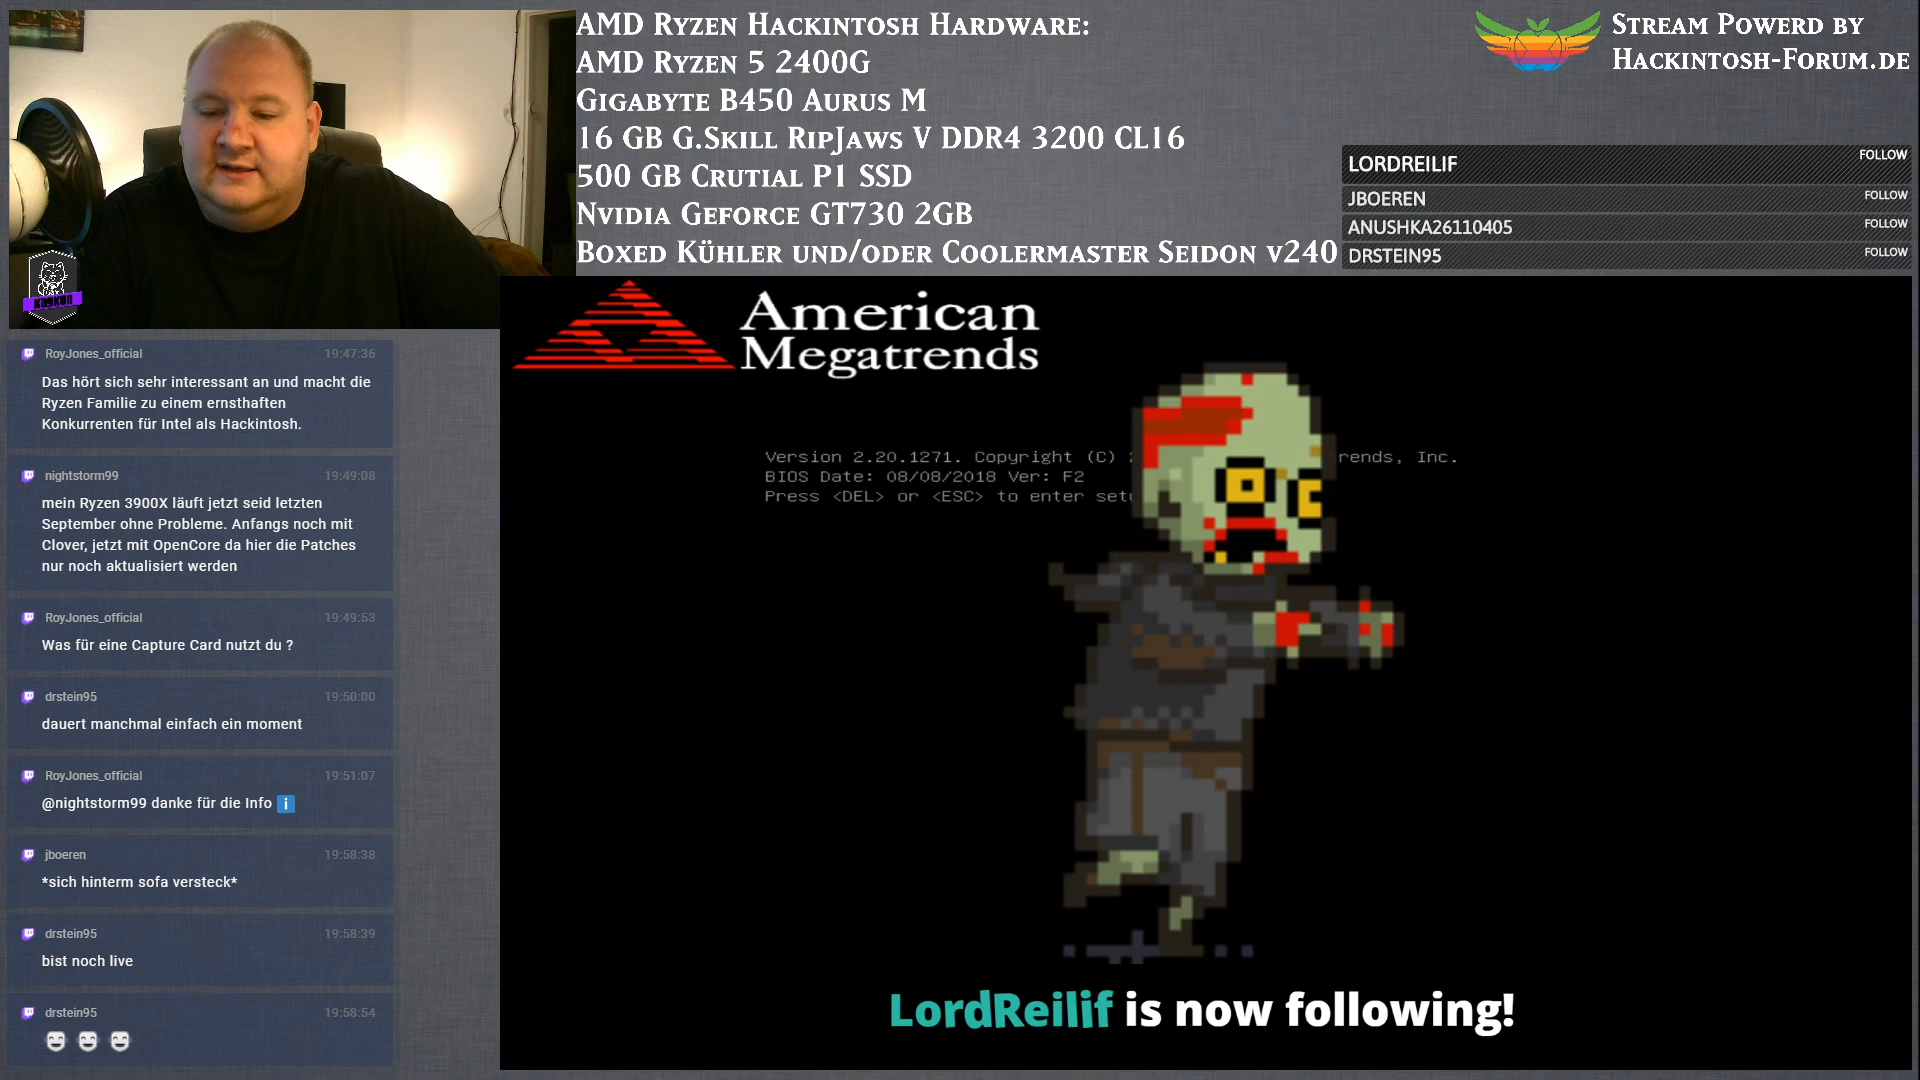 AMD Ryzen Hackintosh Hardware:
AMD Ryzen 5 2400G
Gigabyte B450 Aurus M
16 GB G.Skill RipJaws V DDR4 3200 CL16
500 GB Crutial P1 SSD
Nvidia Geforce GT730 2GB
Boxed Kühler und/oder Coolermaster Seidon v240
Stream Powerd by
Hackintosh-Forum.de
LORDREILIF FOLLOW
JBOEREN FOLLOW
ANUSHKA26110405 FOLLOW
DRSTEIN95 FOLLOW
RoyJones_official 19:47:36
Das hört sich sehr interessant an und macht die
Ryzen Familie zu einem ernsthaften
Konkurrenten für Intel als Hackintosh.
nightstorm99 19:49:08
mein Ryzen 3900X läuft jetzt seid letzten
September ohne Probleme. Anfangs noch mit
Clover, jetzt mit OpenCore da hier die Patches
nur noch aktualisiert werden
RoyJones_official 19:49:53
Was für eine Capture Card nutzt du ?
drstein95 19:50:00
dauert manchmal einfach ein moment
RoyJones_official 19:51:07
@nightstorm99 danke für die Info i
jboeren 19:58:38
*sich hinterm sofa versteck*
drstein95 19:58:39
bist noch live
drstein95 19:58:54
American
Megatrends
Version 2.20.1271. Copyright (C) rends, Inc.
BIOS Date: 08/08/2018 Ver: F2
Press <DEL> or <ESC> to enter setu
LordReilif is now following!